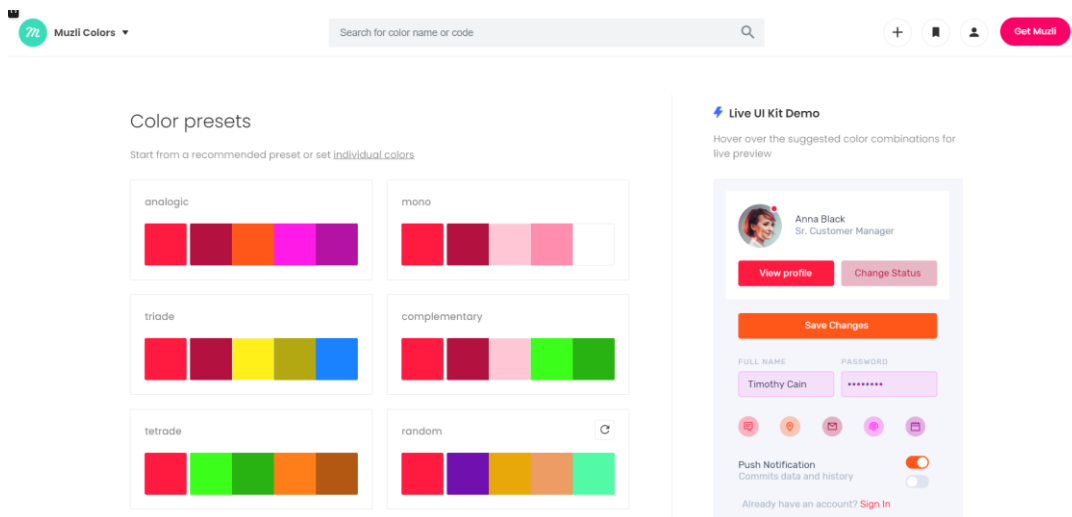 Muzli Colors
Search for color name or code
Get Muzli
Color presets
Start from a recommended preset or set individual colors
analogic
mono
triade
complementary
tetrade
random
Live UI Kit Demo
Hover over the suggested color combinations for
live preview
Anna Black
Sr. Customer Manager
View profile
Change Status
Save Changes
FULL NAME
PASSWORD
Timothy Cain
••••••••
Push Notification
Commits data and history
Already have an account? Sign In